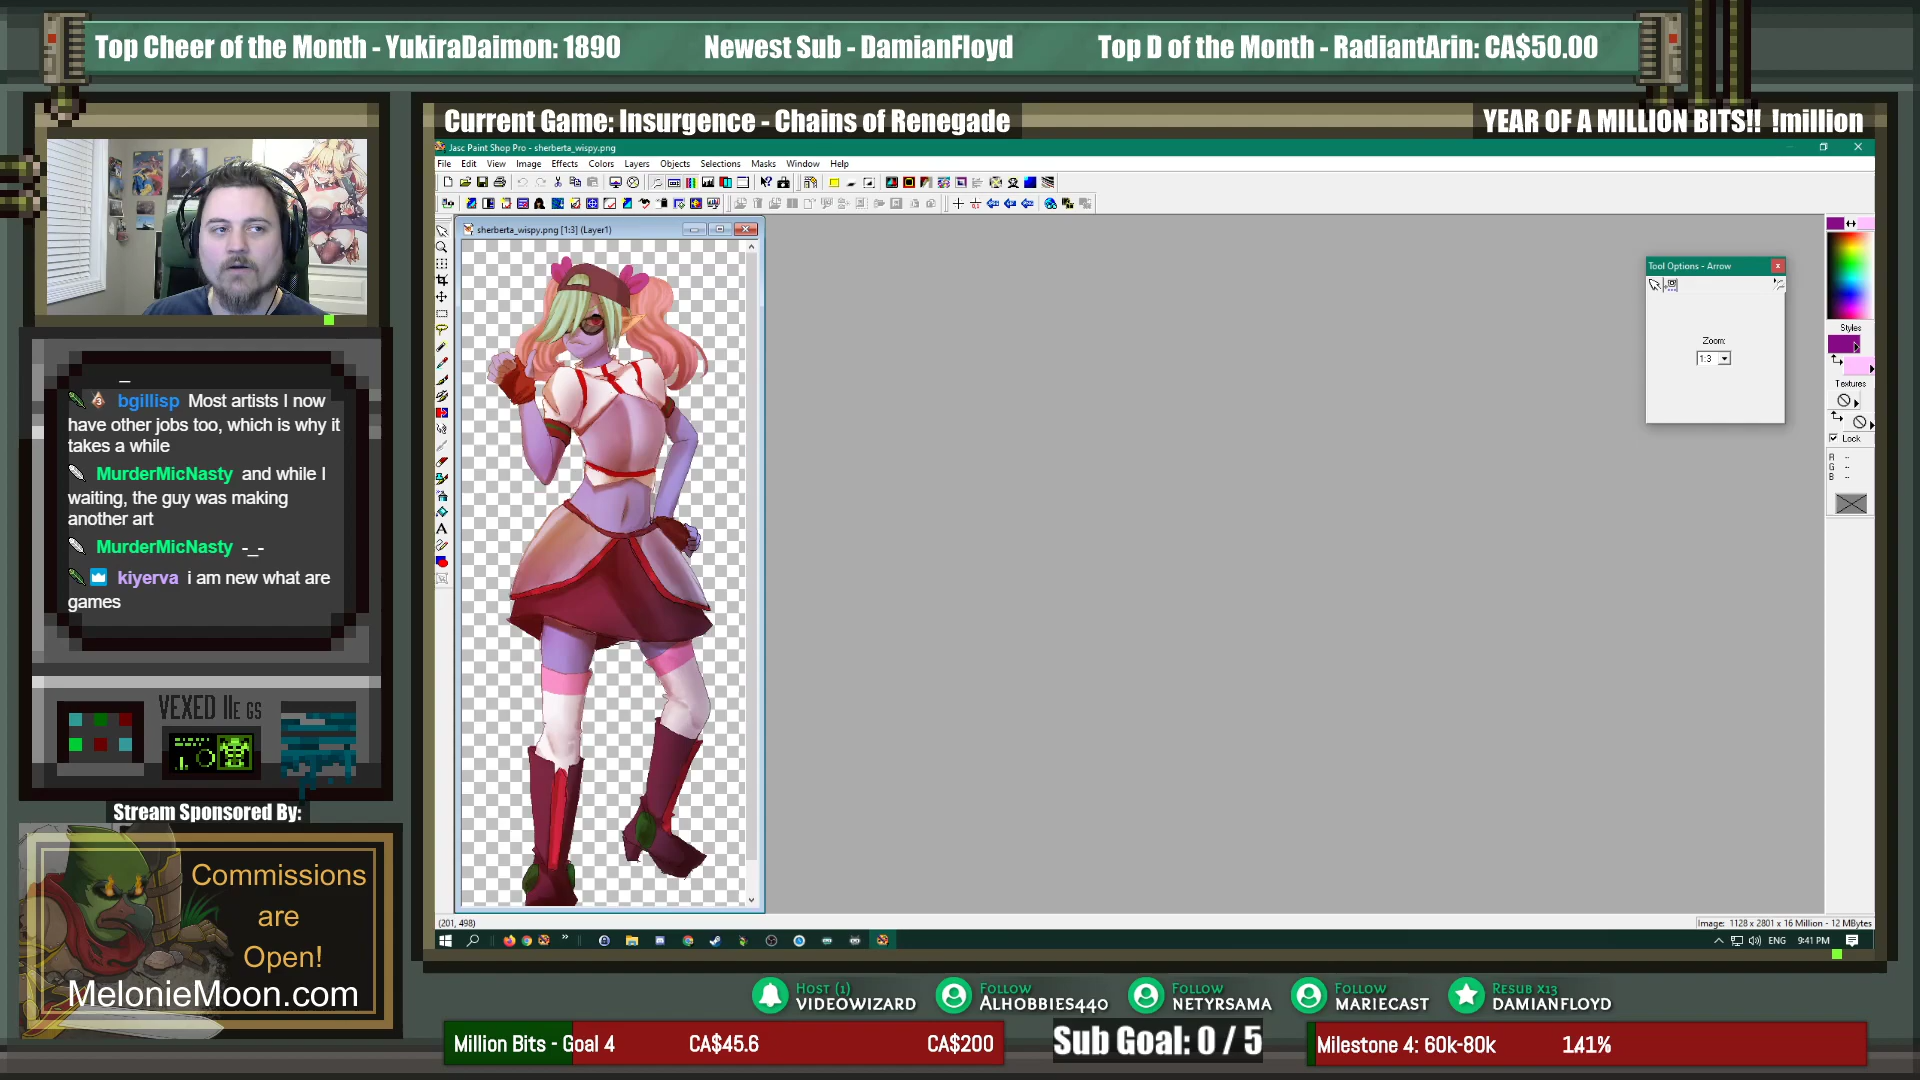 Top Cheer of the Month - YukiraDaimon: 1890
Newest Sub - DamianFloyd
Top D of the Month - RadiantArin: CA$50.00
Current Game: Insurgence - Chains of Renegade
YEAR OF A MILLION BITS!! !million
Jasc Paint Shop Pro - sherberta_wispy.png
File Edit View Image Effects Colors Layers Objects Selections Masks Window Help
sherberta_wispy.png [1:3] (Layer1)
Tool Options - Arrow
Zoom:
1:3
Styles
Textures
Lock
R --
G --
B --
bgillisp Most artists I now
have other jobs too, which is why it
takes a while
MurderMicNasty and while I
waiting, the guy was making
another art
MurderMicNasty -_-
kiyerva i am new what are
games
VEXED IIe GS
Stream Sponsored By:
Commissions
are
Open!
MelonieMoon.com
(201, 498)
Image: 1128 x 2801 x 16 Million - 12 MBytes
ENG 9:41 PM
Host (1)
VIDEOWIZARD
Follow
ALHOBBIES440
Follow
NETYRSAMA
Follow
MARIECAST
Resub x13
DAMIANFLOYD
Million Bits - Goal 4 CA$45.6 CA$200
Sub Goal: 0 / 5
Milestone 4: 60k-80k 1.41%